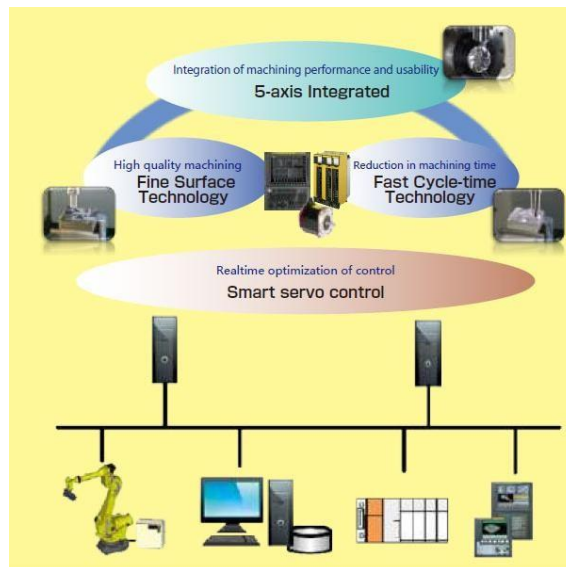 Integration of machining performance and usability
5-axis Integrated
High quality machining
Fine Surface
Technology
Reduction in machining time
Fast Cycle-time
Technology
Realtime optimization of control
Smart servo control